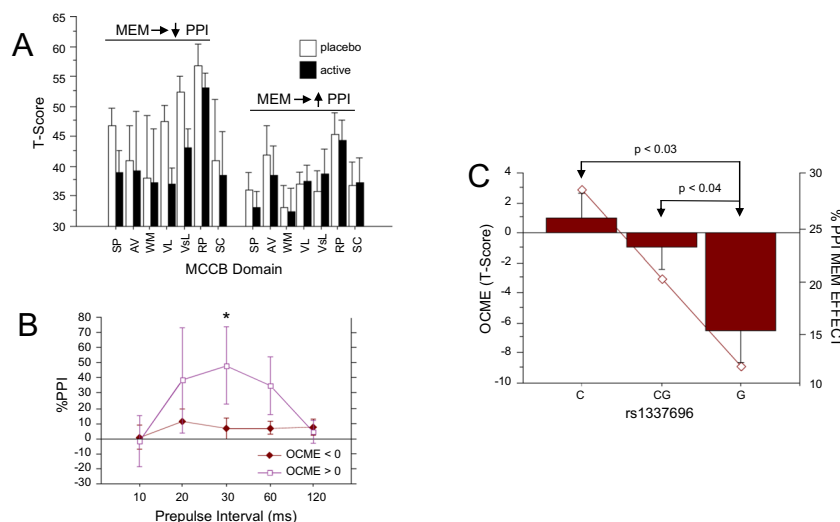 A
T-Score
65
60
55
50
45
40
35
30
MEM → ↓ PPI
placebo
active
MEM → ↑ PPI
SP AV WM VL VsL RP SC SP AV WM VL VsL RP SC
MCCB Domain
B
%PPI
80
70
60
50
40
30
20
10
0
-10
-20
-30
*
OCME < 0
OCME > 0
10 20 30 60 120
Prepulse Interval (ms)
C
p < 0.03
p < 0.04
OCME (T-Score)
4
2
0
-2
-4
-6
-8
-10
30
25
20
15
10
% PPI MEM EFFECT
C CG G
rs1337696